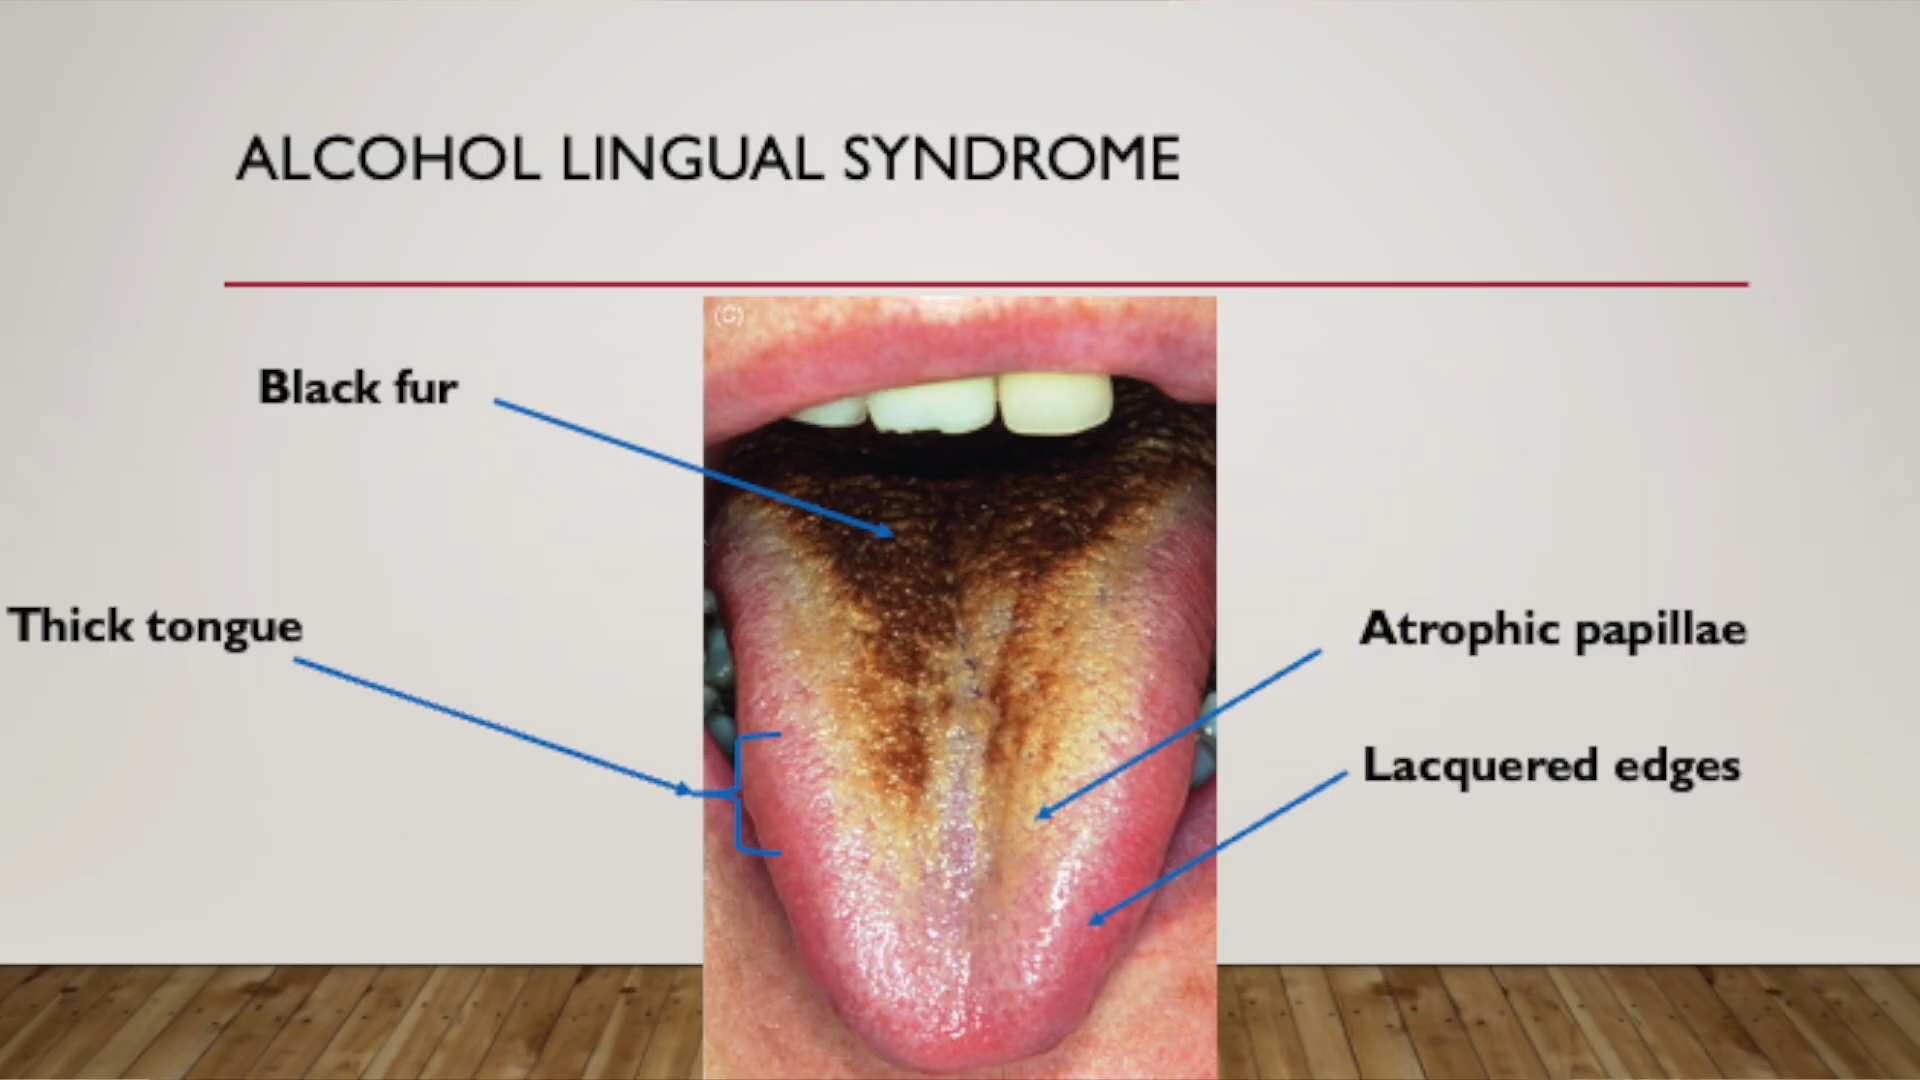 ALCOHOL LINGUAL SYNDROME
(C)
Black fur
Thick tongue
Atrophic papillae
Lacquered edges